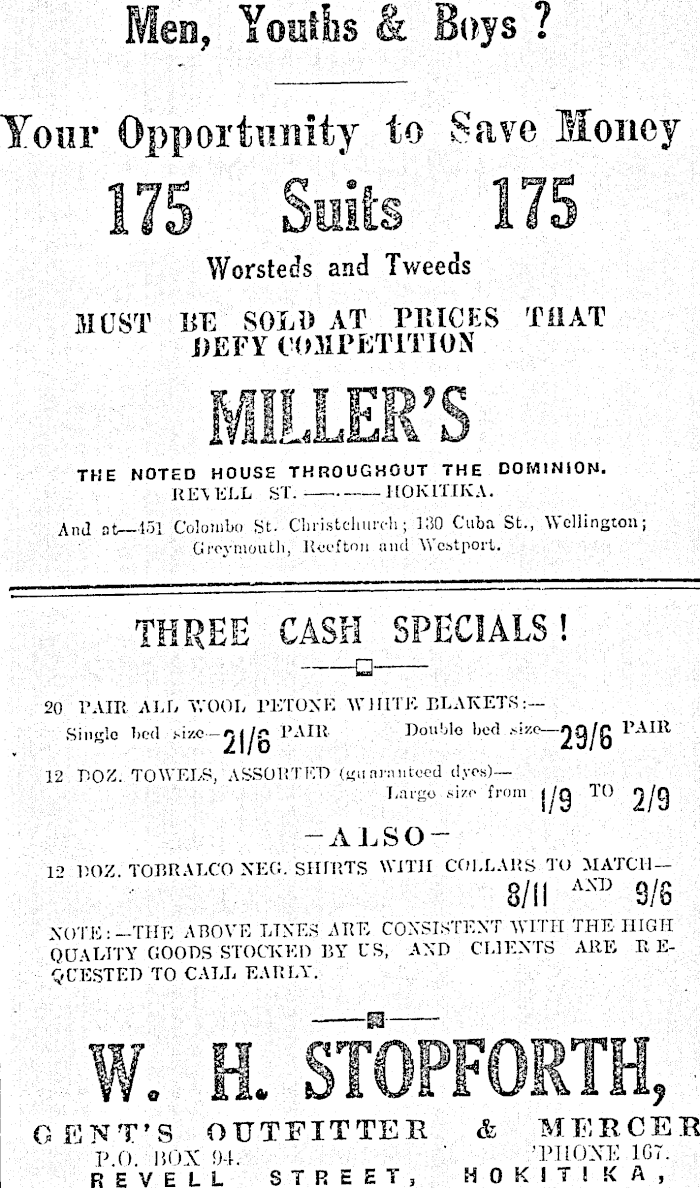 Men, Youths & Boys ?
Your Opportunity to Save Money
175 Suits 175
Worsteds and Tweeds
MUST BE SOLD AT PRICES THAT
DEFY COMPETITION
MILLER'S
THE NOTED HOUSE THROUGHOUT THE DOMINION.
REVELL ST. —·— HOKITIKA.
And at—451 Colombo St. Christchurch; 130 Cuba St., Wellington;
Greymouth, Reefton and Westport.
THREE CASH SPECIALS!
20 PAIR ALL WOOL PETONE WHITE BLAKETS:—
Single bed size—21/6 PAIR Double bed size—29/6 PAIR
12 DOZ. TOWELS, ASSORTED (guaranteed dyes)—
Large size from 1/9 TO 2/9
—ALSO—
12 DOZ. TOBRALCO NEG. SHIRTS WITH COLLARS TO MATCH—
8/11 AND 9/6
NOTE:—THE ABOVE LINES ARE CONSISTENT WITH THE HIGH
QUALITY GOODS STOCKED BY US, AND CLIENTS ARE RE-
QUESTED TO CALL EARLY.
W. H. STOPFORTH,
GENT'S OUTFITTER & MERCER
P.O. BOX 94. 'PHONE 167.
REVELL STREET, HOKITIKA,